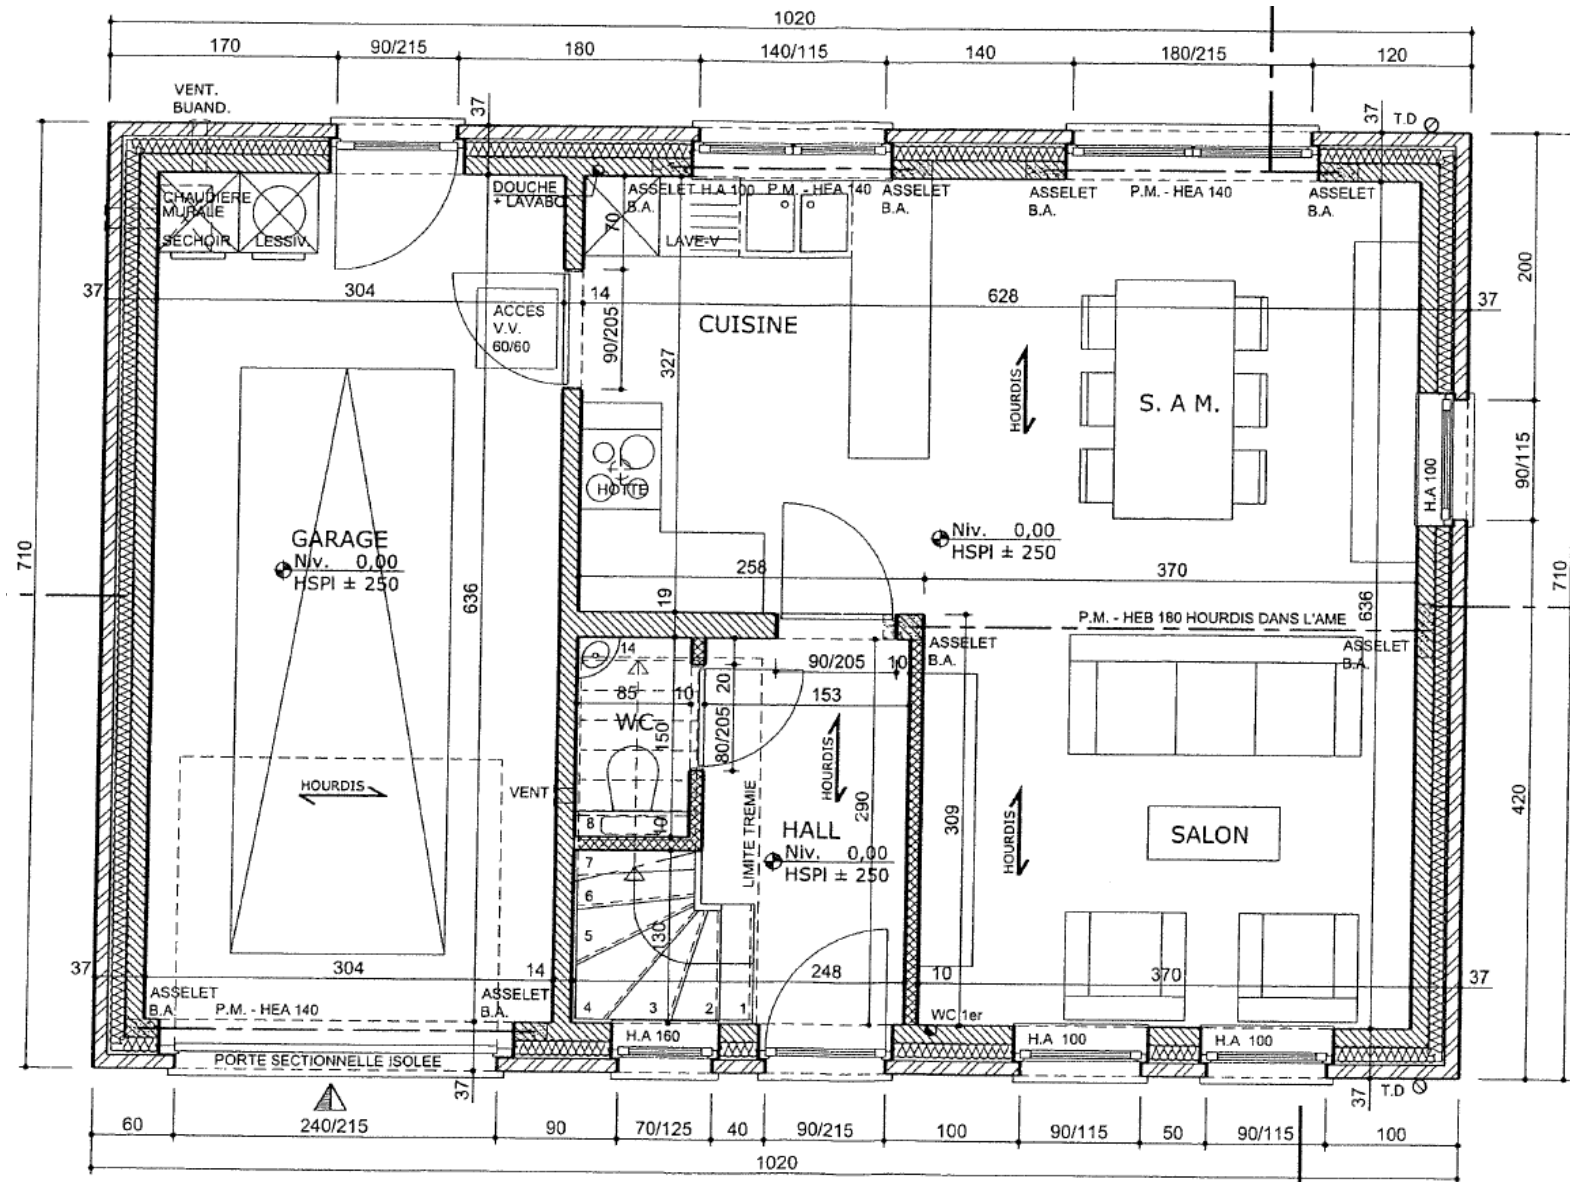 1020
170
90/215
180
140/115
140
180/215
120
VENT.
BUAND.
37
37
T.D
CHAUDIERE
MURALE
SECHOIR
LESSIV.
DOUCHE
+ LAVABO
70
ASSELET
B.A.
H.A 100
P.M. - HEA 140
ASSELET
B.A.
ASSELET
B.A.
P.M. - HEA 140
ASSELET
B.A.
LAVE-V
200
37
304
14
628
37
ACCES
V.V.
60/60
90/205
CUISINE
327
HOURDIS
S. A M.
90/115
H.A 100
HOTTE
GARAGE
Niv. 0,00
HSPI ± 250
Niv. 0,00
HSPI ± 250
710
710
258
370
636
636
19
P.M. - HEB 180 HOURDIS DANS L'AME
ASSELET
B.A.
ASSELET
B.A.
14
90/205
10
85
10
20
153
WC
150
80/205
HOURDIS
290
HOURDIS
VENT
LIMITE TREMIE
309
HOURDIS
420
8
10
HALL
Niv. 0,00
HSPI ± 250
SALON
7
6
5
130
4
3
2
1
37
304
14
248
10
370
37
ASSELET
B.A.
P.M. - HEA 140
ASSELET
B.A.
WC 1er
H.A 160
H.A 100
H.A 100
PORTE SECTIONNELLE ISOLEE
37
37
T.D
60
240/215
90
70/125
40
90/215
100
90/115
50
90/115
100
1020